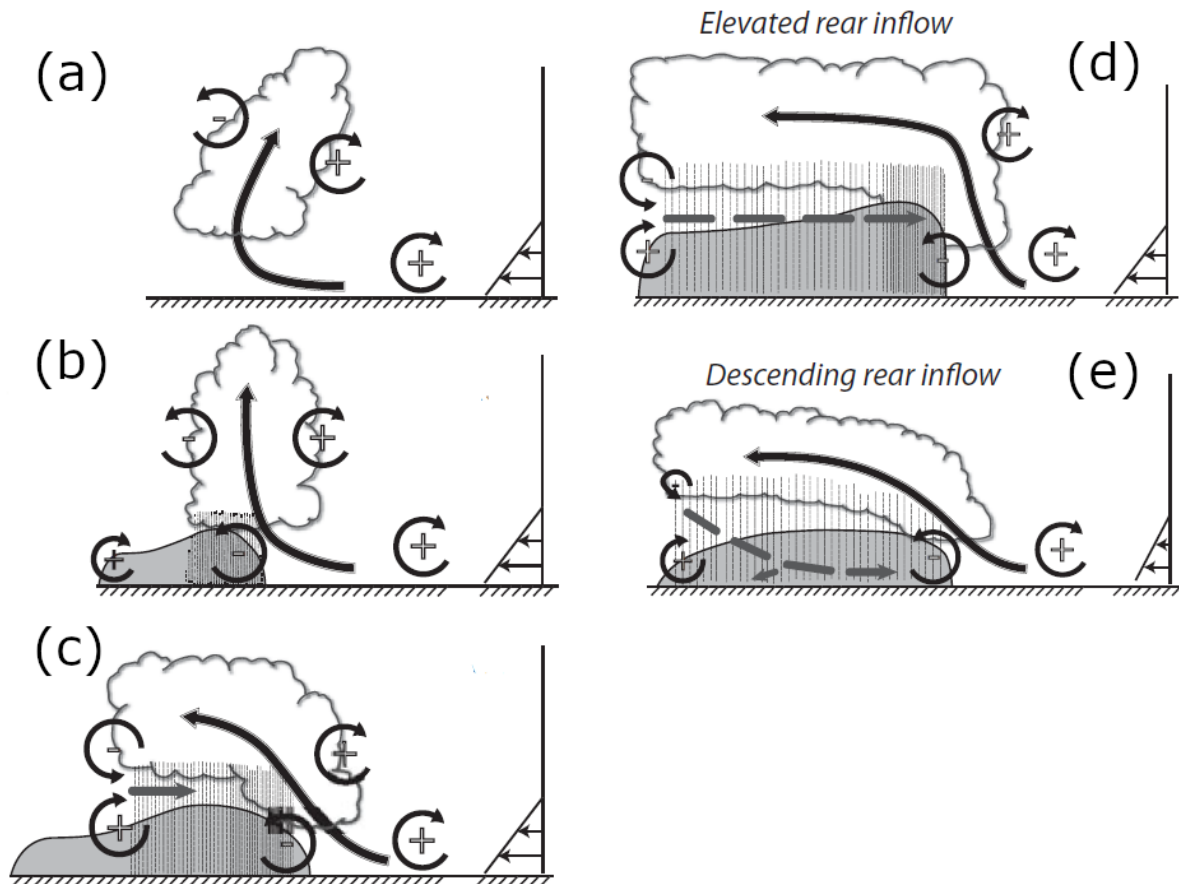 (a)
(b)
(c)
Elevated rear inflow
(d)
Descending rear inflow
(e)